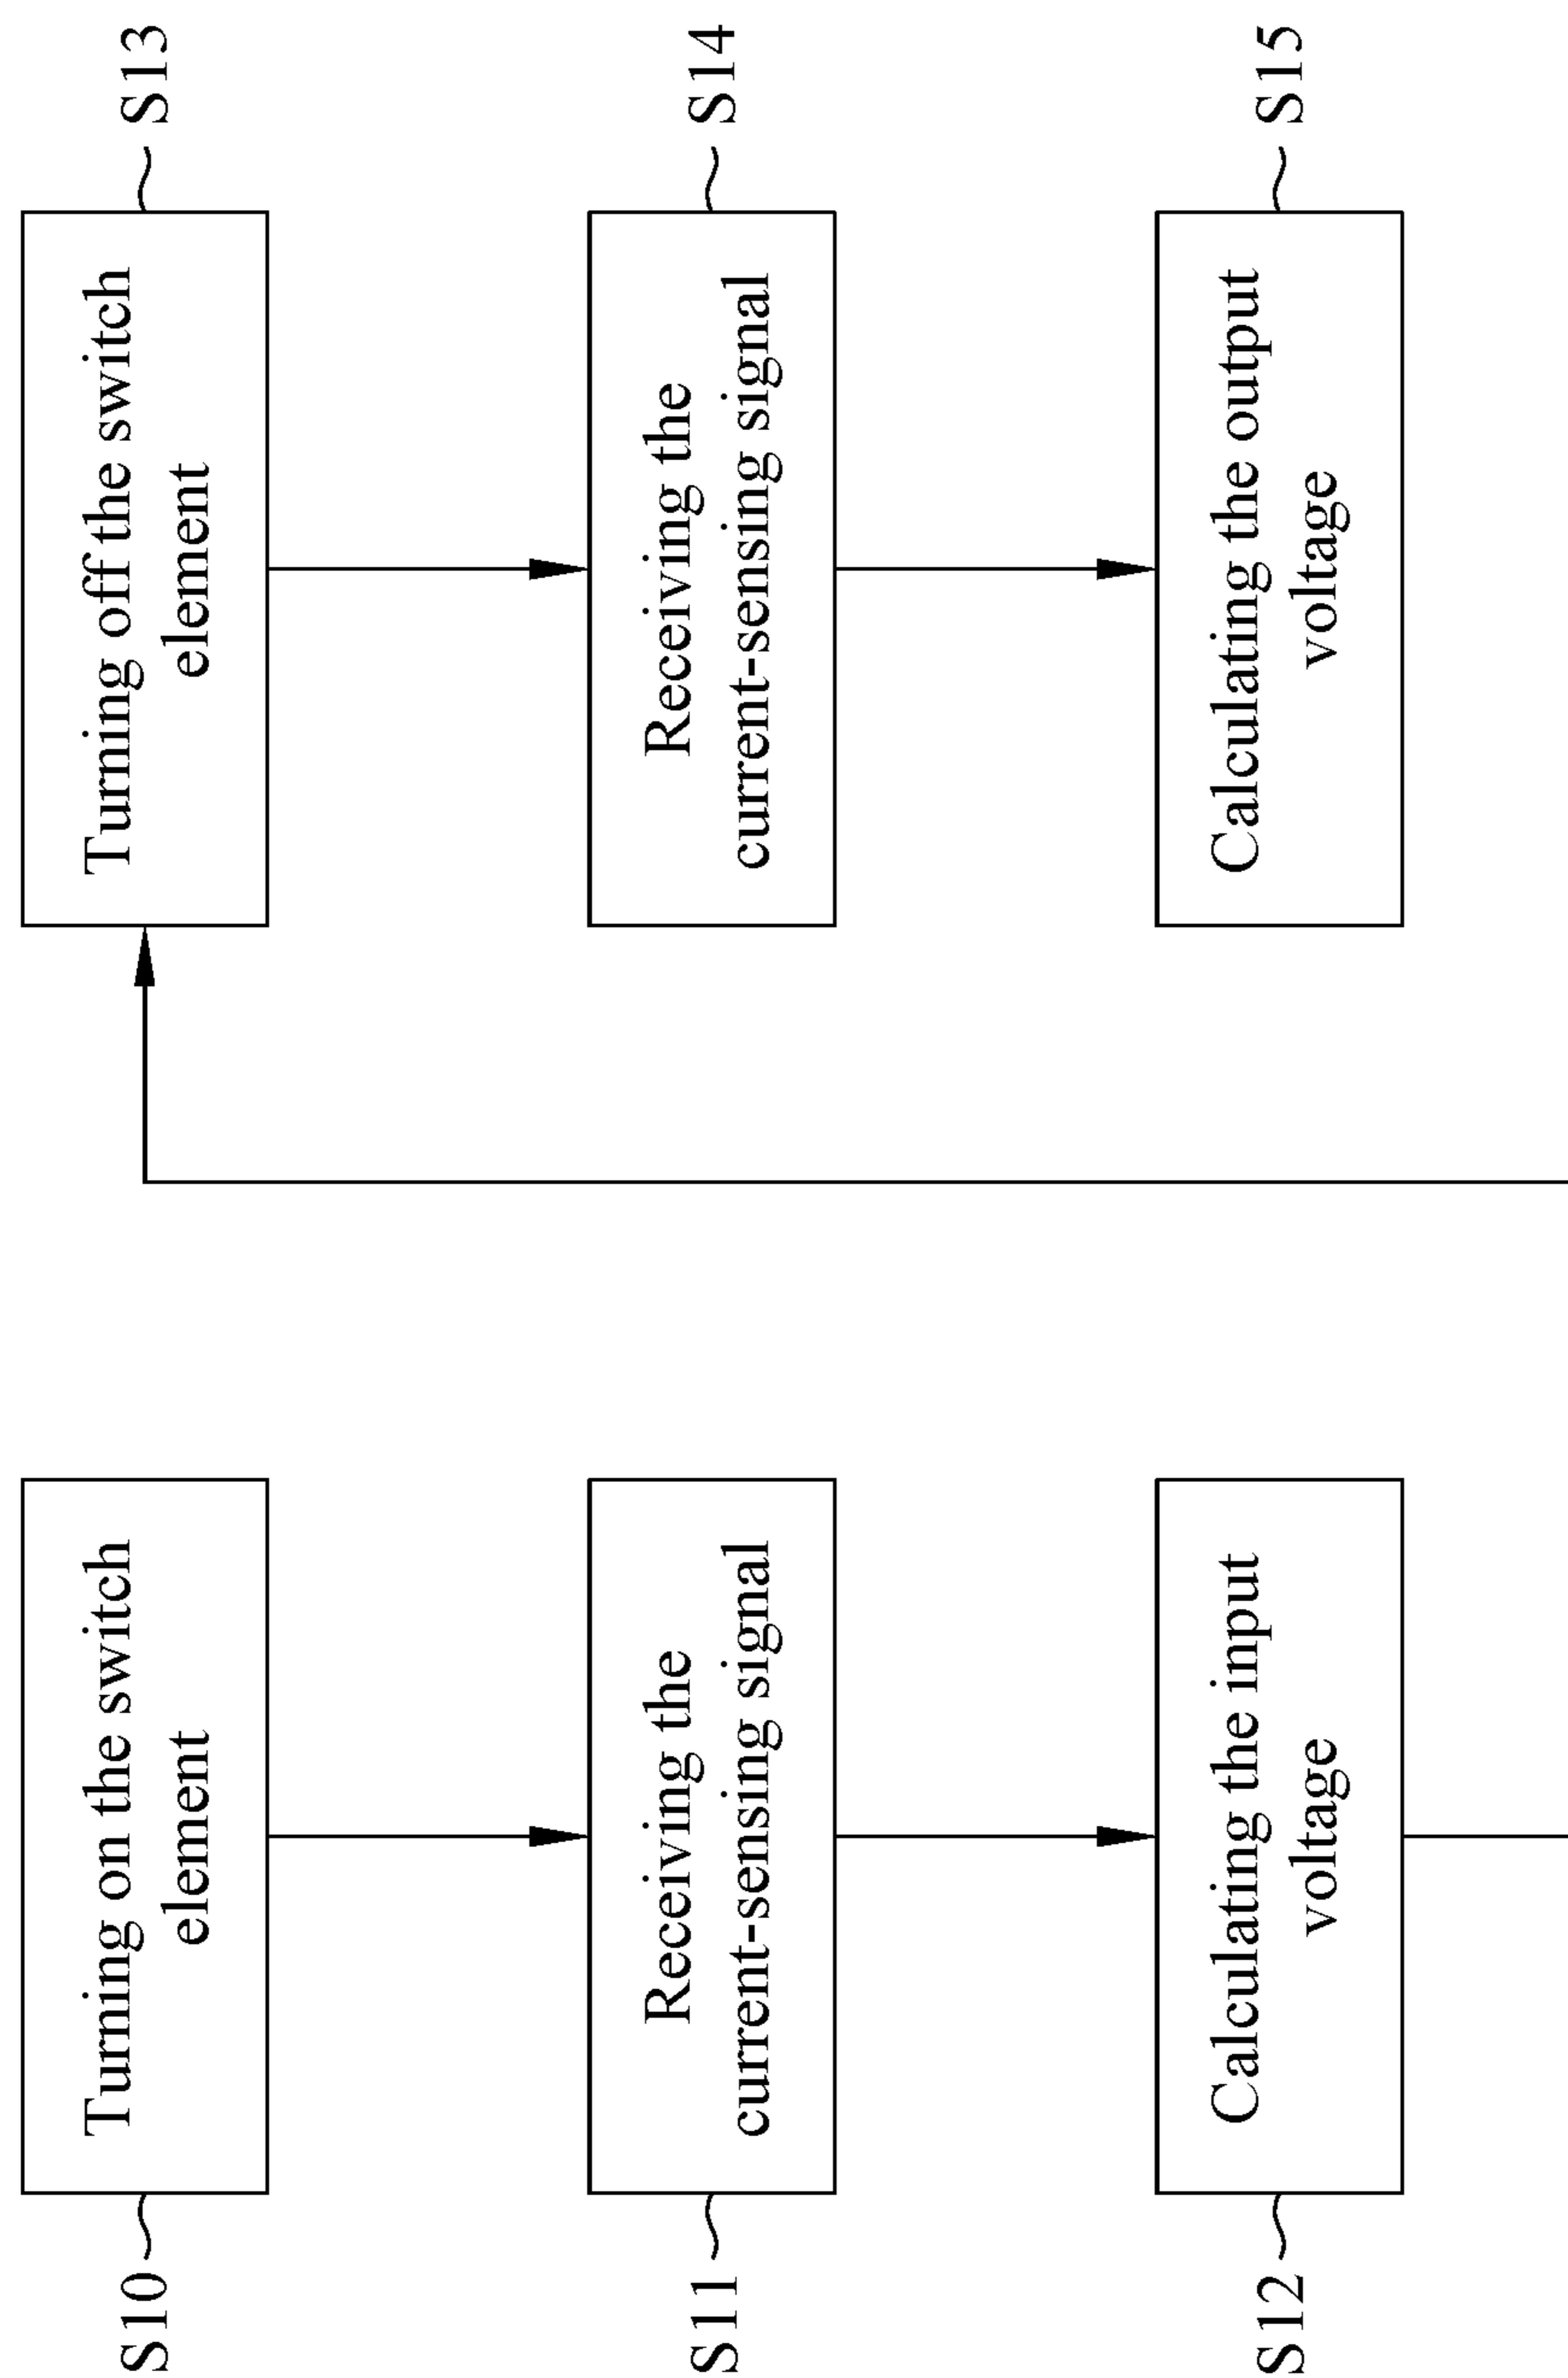 S10
Turning on the switch
element
S11
Receiving the
current-sensing signal
S12
Calculating the input
voltage
S13
Turning off the switch
element
S14
Receiving the
current-sensing signal
S15
Calculating the output
voltage